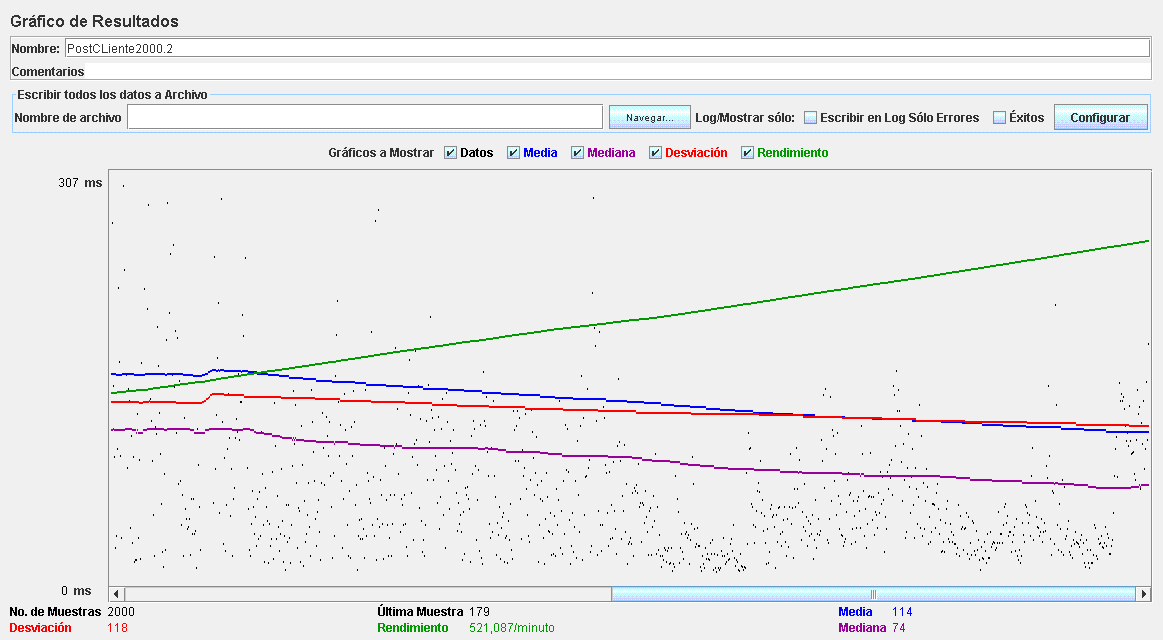 Gráfico de Resultados
Nombre: PostCLiente2000.2
Comentarios
Escribir todos los datos a Archivo
Nombre de archivo Navegar... Log/Mostrar sólo: Escribir en Log Sólo Errores Éxitos Configurar
Gráficos a Mostrar Datos Media Mediana Desviación Rendimiento
307 ms
0 ms
No. de Muestras 2000 Última Muestra 179 Media 114
Desviación 118 Rendimiento 521,087/minuto Mediana 74